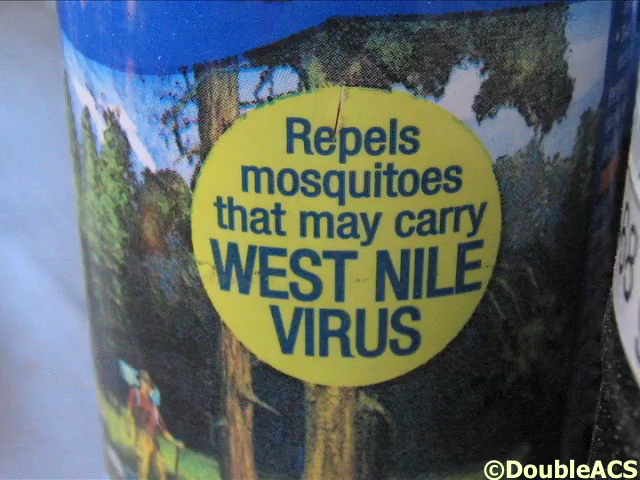 Repels
mosquitoes
that may carry
WEST NILE
VIRUS
©DoubleACS